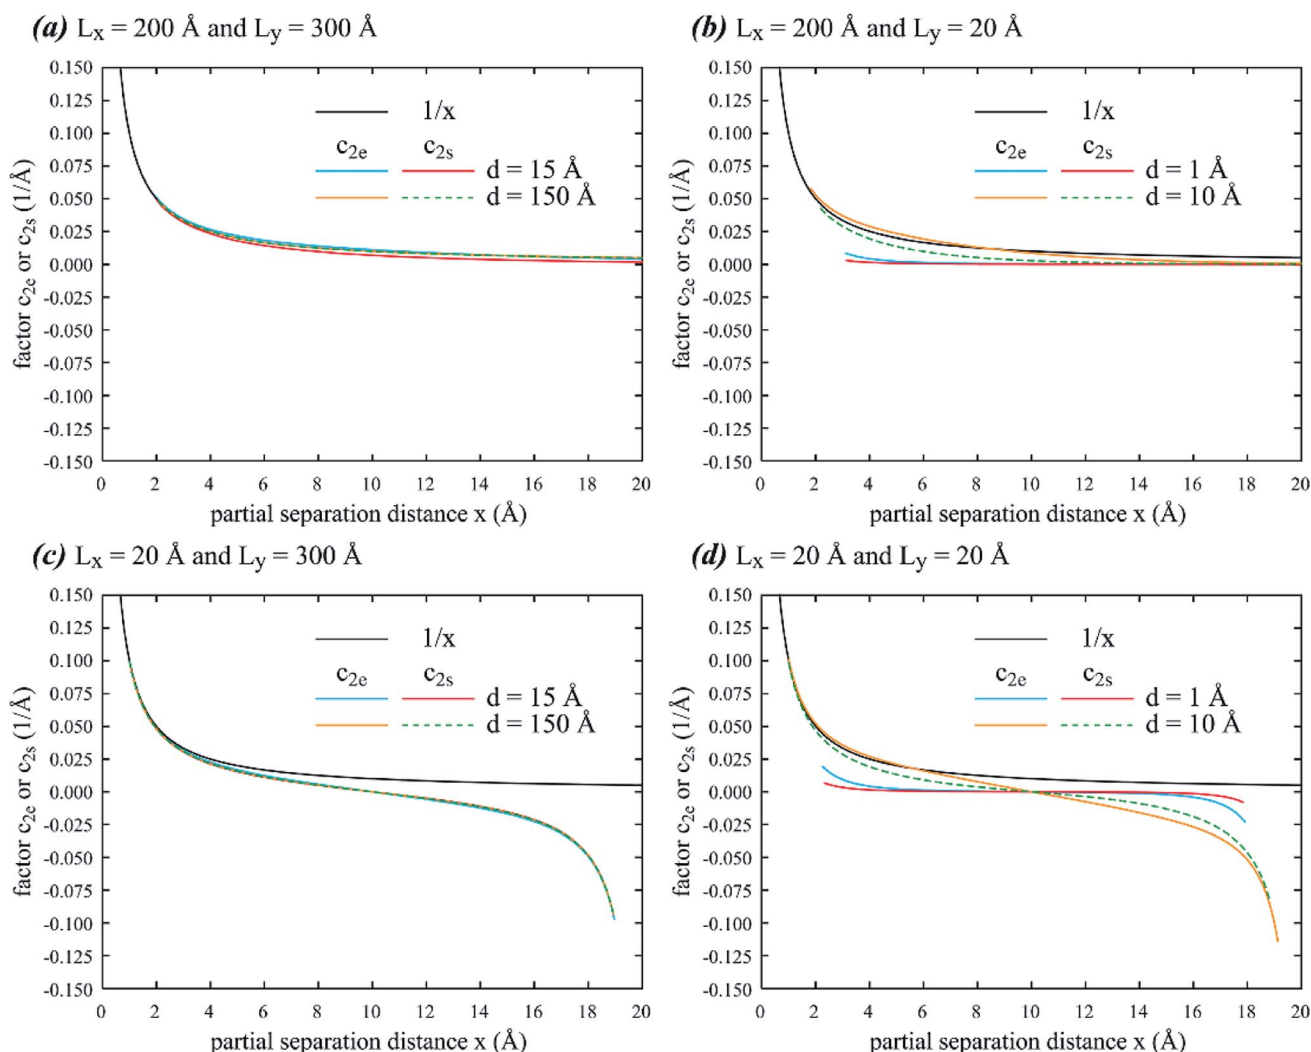 (a) Lx = 200 Å and Ly = 300 Å
0.150
0.125
0.100
0.075
0.050
0.025
0.000
-0.025
-0.050
-0.075
-0.100
-0.125
-0.150
factor c2e or c2s (1/Å)
1/x
c2e c2s
d = 15 Å
d = 150 Å
0 2 4 6 8 10 12 14 16 18 20
partial separation distance x (Å)
(b) Lx = 200 Å and Ly = 20 Å
0.150
0.125
0.100
0.075
0.050
0.025
0.000
-0.025
-0.050
-0.075
-0.100
-0.125
-0.150
factor c2e or c2s (1/Å)
1/x
c2e c2s
d = 1 Å
d = 10 Å
0 2 4 6 8 10 12 14 16 18 20
partial separation distance x (Å)
(c) Lx = 20 Å and Ly = 300 Å
0.150
0.125
0.100
0.075
0.050
0.025
0.000
-0.025
-0.050
-0.075
-0.100
-0.125
-0.150
factor c2e or c2s (1/Å)
1/x
c2e c2s
d = 15 Å
d = 150 Å
0 2 4 6 8 10 12 14 16 18 20
partial separation distance x (Å)
(d) Lx = 20 Å and Ly = 20 Å
0.150
0.125
0.100
0.075
0.050
0.025
0.000
-0.025
-0.050
-0.075
-0.100
-0.125
-0.150
factor c2e or c2s (1/Å)
1/x
c2e c2s
d = 1 Å
d = 10 Å
0 2 4 6 8 10 12 14 16 18 20
partial separation distance x (Å)